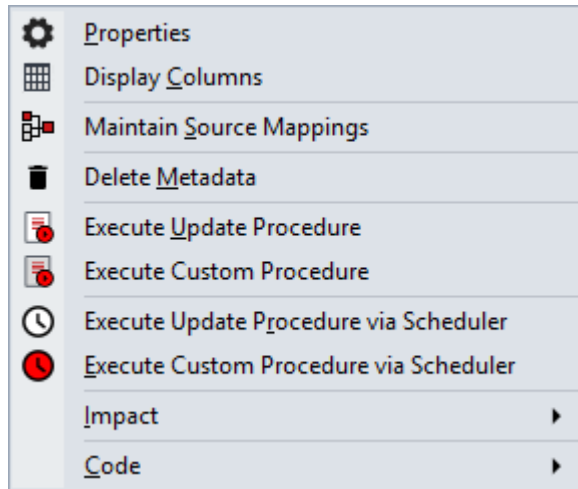 Properties
Display Columns
Maintain Source Mappings
Delete Metadata
Execute Update Procedure
Execute Custom Procedure
Execute Update Procedure via Scheduler
Execute Custom Procedure via Scheduler
Impact
Code